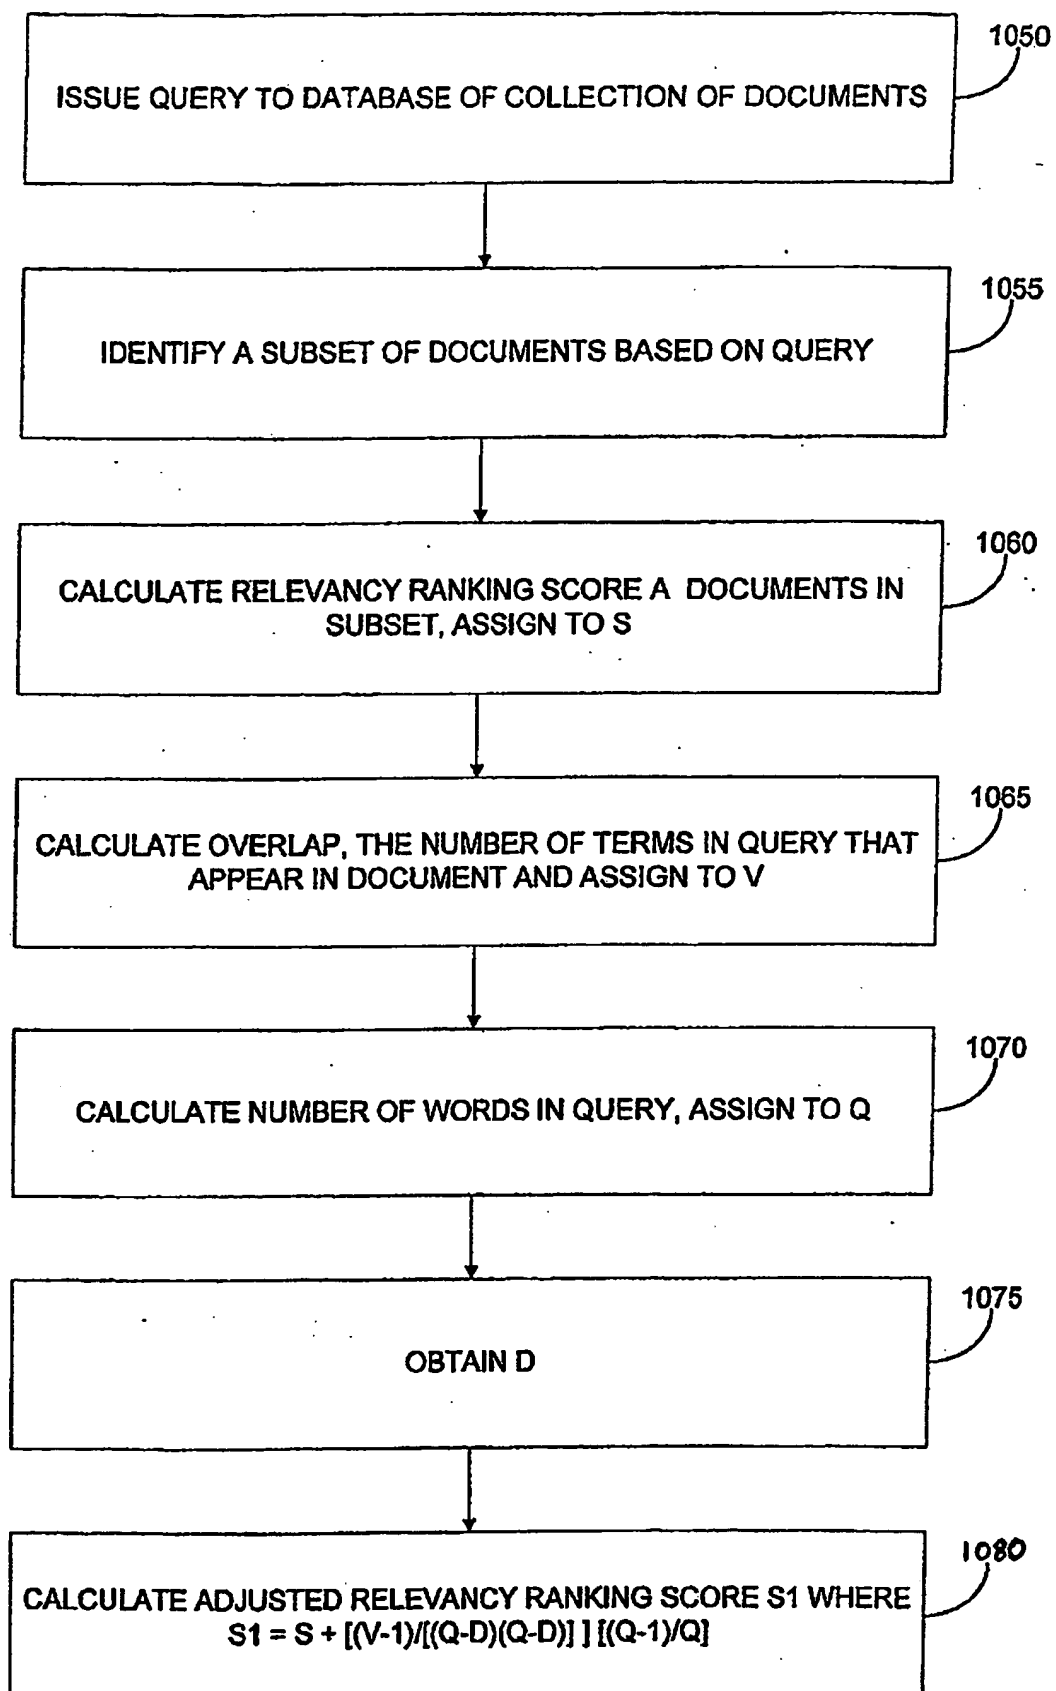 1050
ISSUE QUERY TO DATABASE OF COLLECTION OF DOCUMENTS
1055
IDENTIFY A SUBSET OF DOCUMENTS BASED ON QUERY
1060
CALCULATE RELEVANCY RANKING SCORE A DOCUMENTS IN
SUBSET, ASSIGN TO S
1065
CALCULATE OVERLAP, THE NUMBER OF TERMS IN QUERY THAT
APPEAR IN DOCUMENT AND ASSIGN TO V
1070
CALCULATE NUMBER OF WORDS IN QUERY, ASSIGN TO Q
1075
OBTAIN D
1080
CALCULATE ADJUSTED RELEVANCY RANKING SCORE S1 WHERE
S1 = S + [(V-1)/[(Q-D)(Q-D)] ] [(Q-1)/Q]